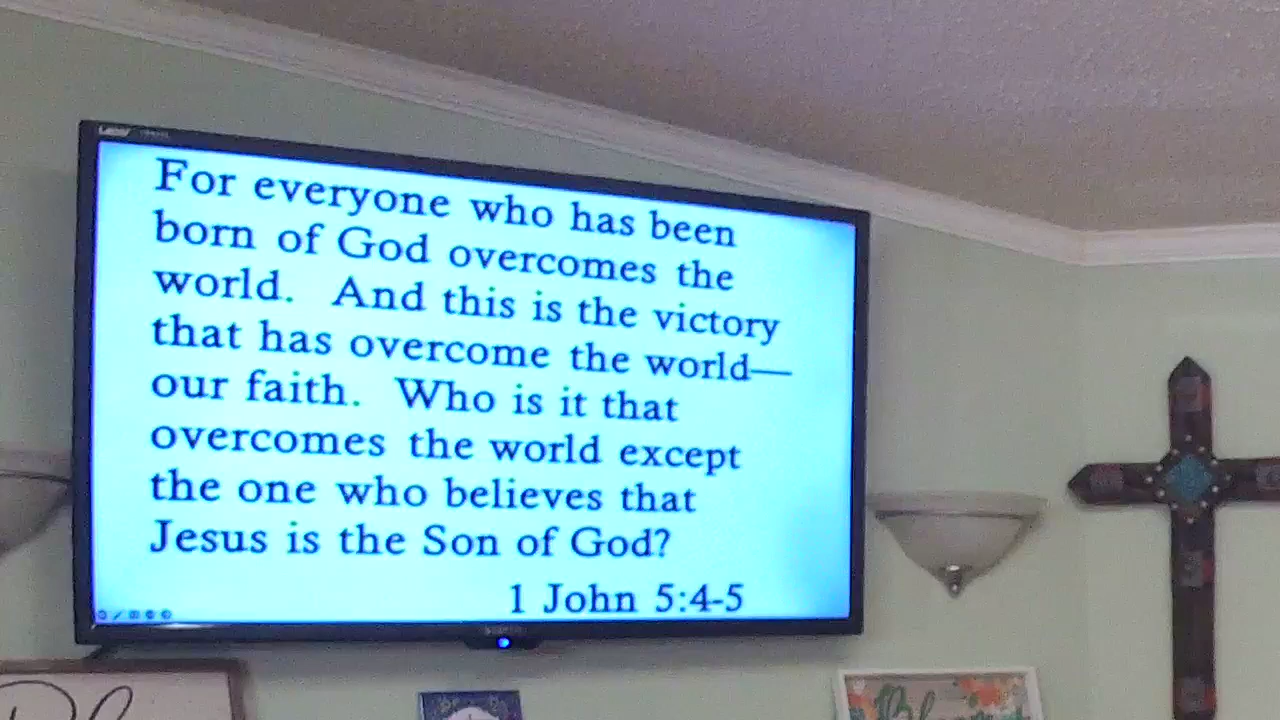 For everyone who has been
born of God overcomes the
world. And this is the victory
that has overcome the world—
our faith. Who is it that
overcomes the world except
the one who believes that
Jesus is the Son of God?
1 John 5:4-5